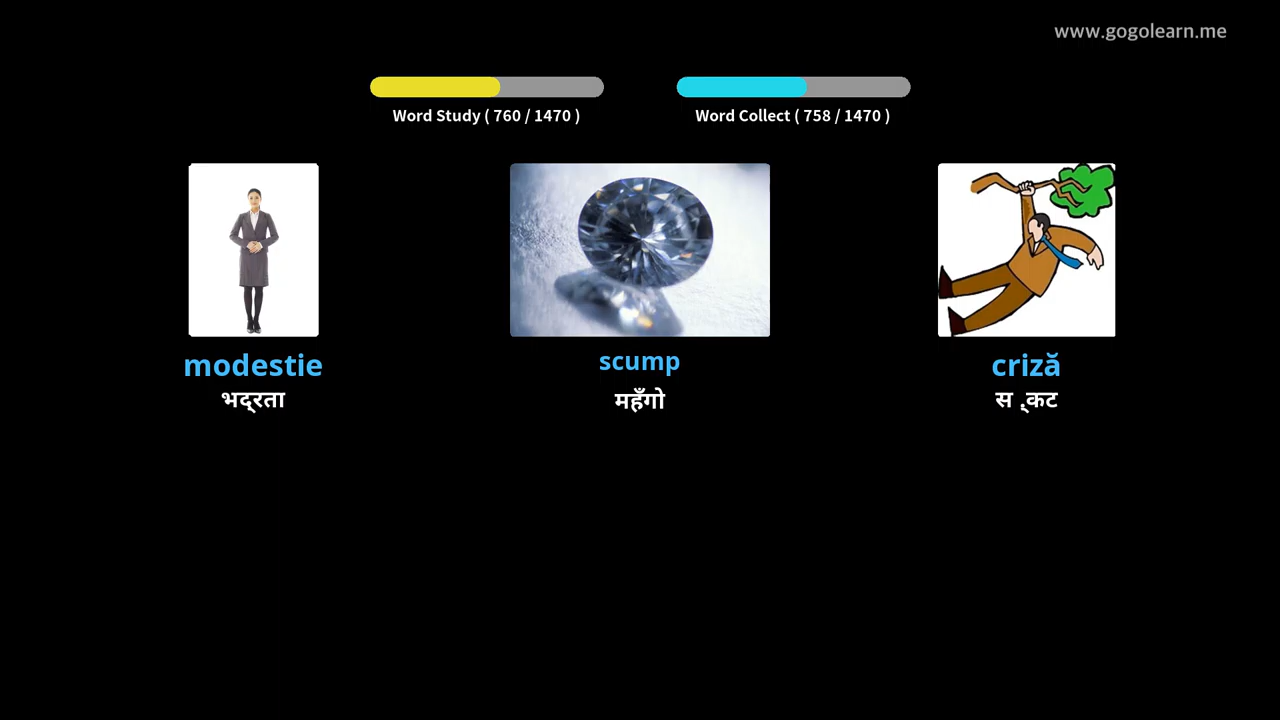 www.gogolearn.me
Word Study ( 760 / 1470 )
Word Collect ( 758 / 1470 )
modestie
scump
criză
भद्रता
महँगो
स ्कट